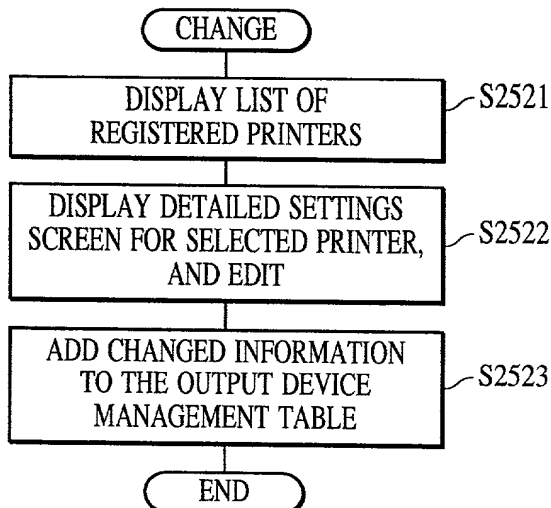 CHANGE
DISPLAY LIST OF
REGISTERED PRINTERS
S2521
DISPLAY DETAILED SETTINGS
SCREEN FOR SELECTED PRINTER,
AND EDIT
S2522
ADD CHANGED INFORMATION
TO THE OUTPUT DEVICE
MANAGEMENT TABLE
S2523
END